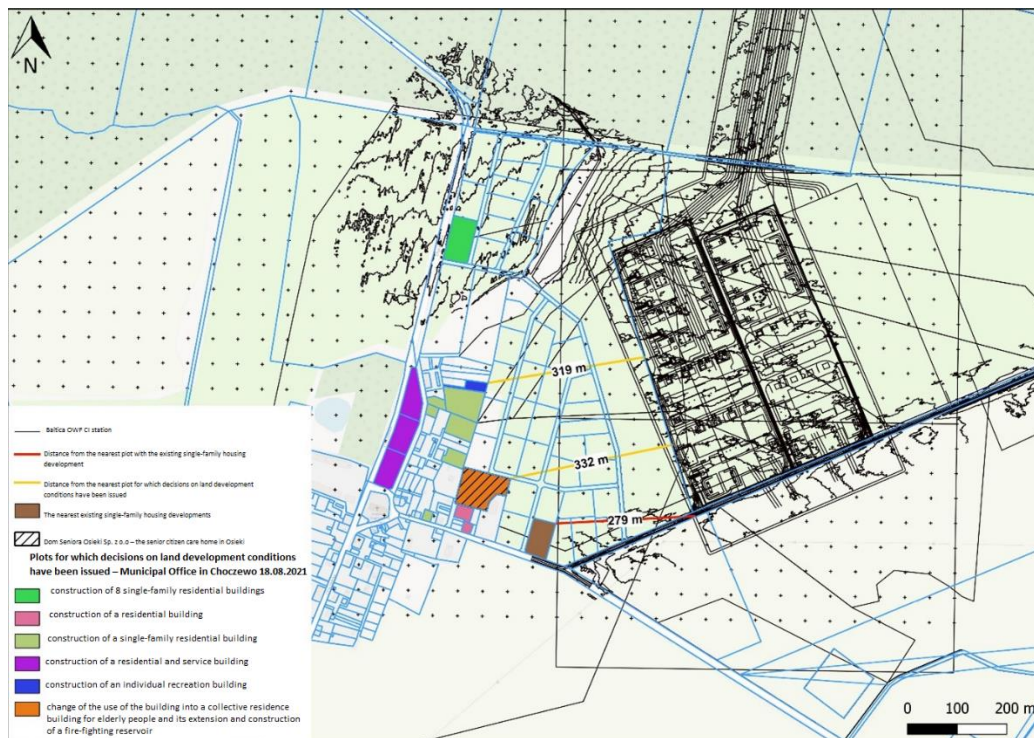 N
319 m
332 m
279 m
Baltica OWF CI station
Distance from the nearest plot with the existing single-family housing
development
Distance from the nearest plot for which decisions on land development
conditions have been issued
The nearest existing single-family housing developments
Dom Seniora Osieki Sp. z o.o – the senior citizen care home in Osieki
Plots for which decisions on land development conditions
have been issued – Municipal Office in Choczewo 18.08.2021
construction of 8 single-family residential buildings
construction of a residential building
construction of a single-family residential building
construction of a residential and service building
construction of an individual recreation building
change of the use of the building into a collective residence
building for elderly people and its extension and construction
of a fire-fighting reservoir
0 100 200 m